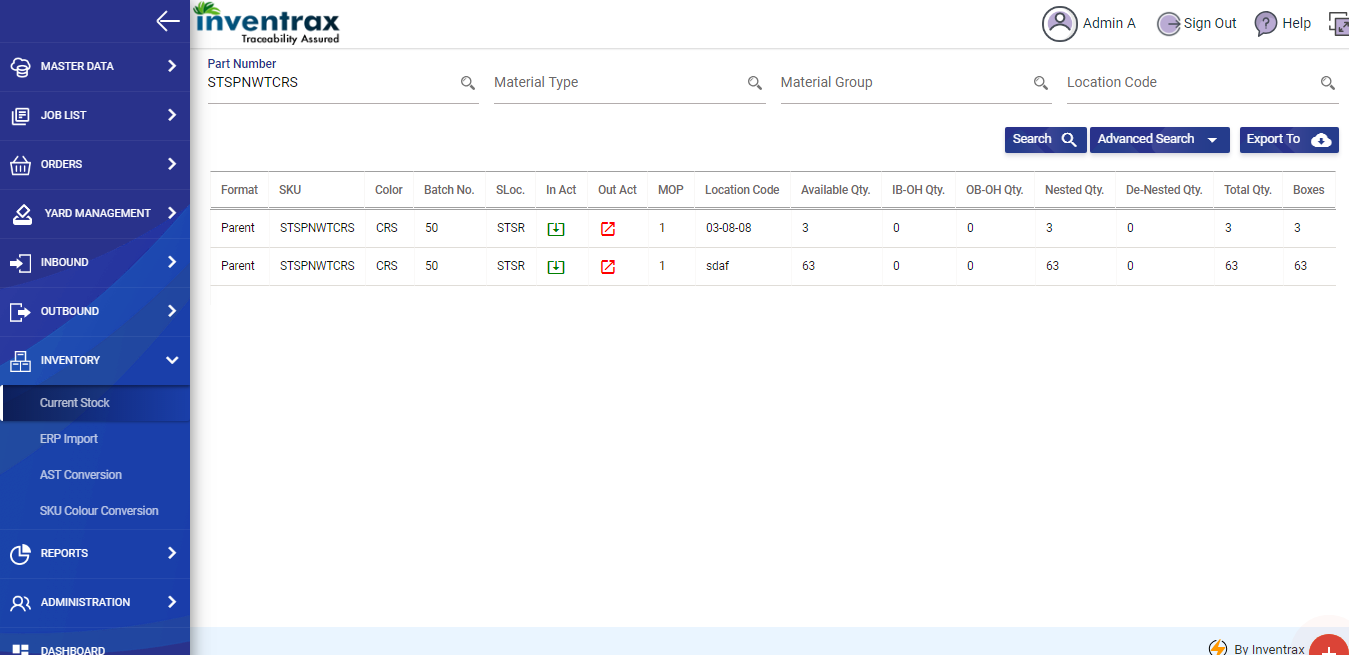 inventrax
Traceability Assured
Admin A
Sign Out
Help
MASTER DATA
JOB LIST
ORDERS
YARD MANAGEMENT
INBOUND
OUTBOUND
INVENTORY
Current Stock
ERP Import
AST Conversion
SKU Colour Conversion
REPORTS
ADMINISTRATION
DASHBOARD
Part Number
STSPNWTCRS Material Type Material Group Location Code
Search Advanced Search Export To
Format SKU Color Batch No. SLoc. In Act Out Act MOP Location Code Available Qty. IB-OH Qty. OB-OH Qty. Nested Qty. De-Nested Qty. Total Qty. Boxes
Parent STSPNWTCRS CRS 50 STSR 1 03-08-08 3 0 0 3 0 3 3
Parent STSPNWTCRS CRS 50 STSR 1 sdaf 63 0 0 63 0 63 63
By Inventrax